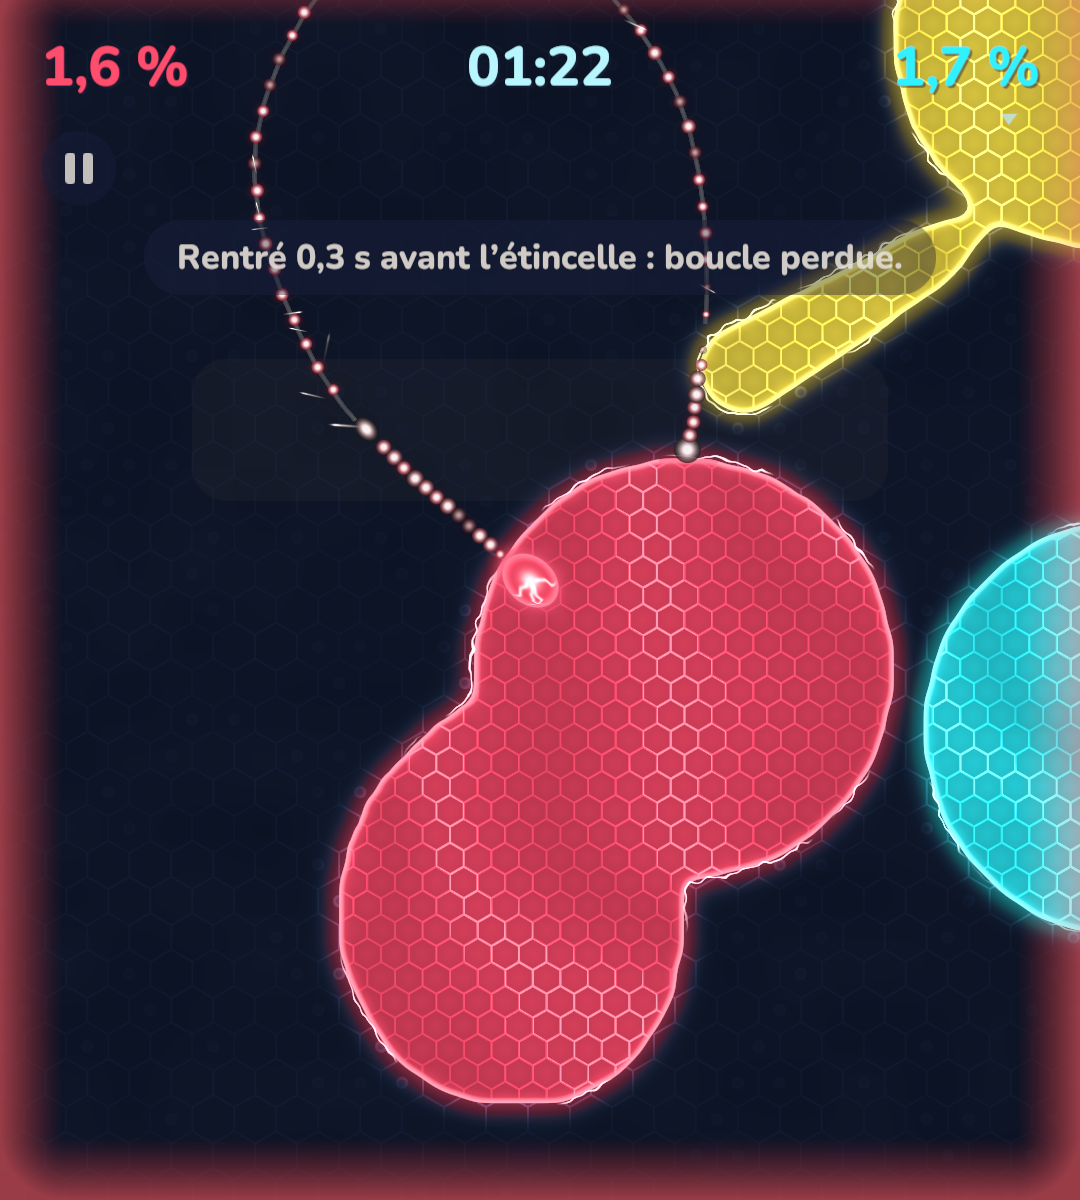 1,6 %
01:22
1,7 %
Rentré 0,3 s avant l’étincelle : boucle perdue.